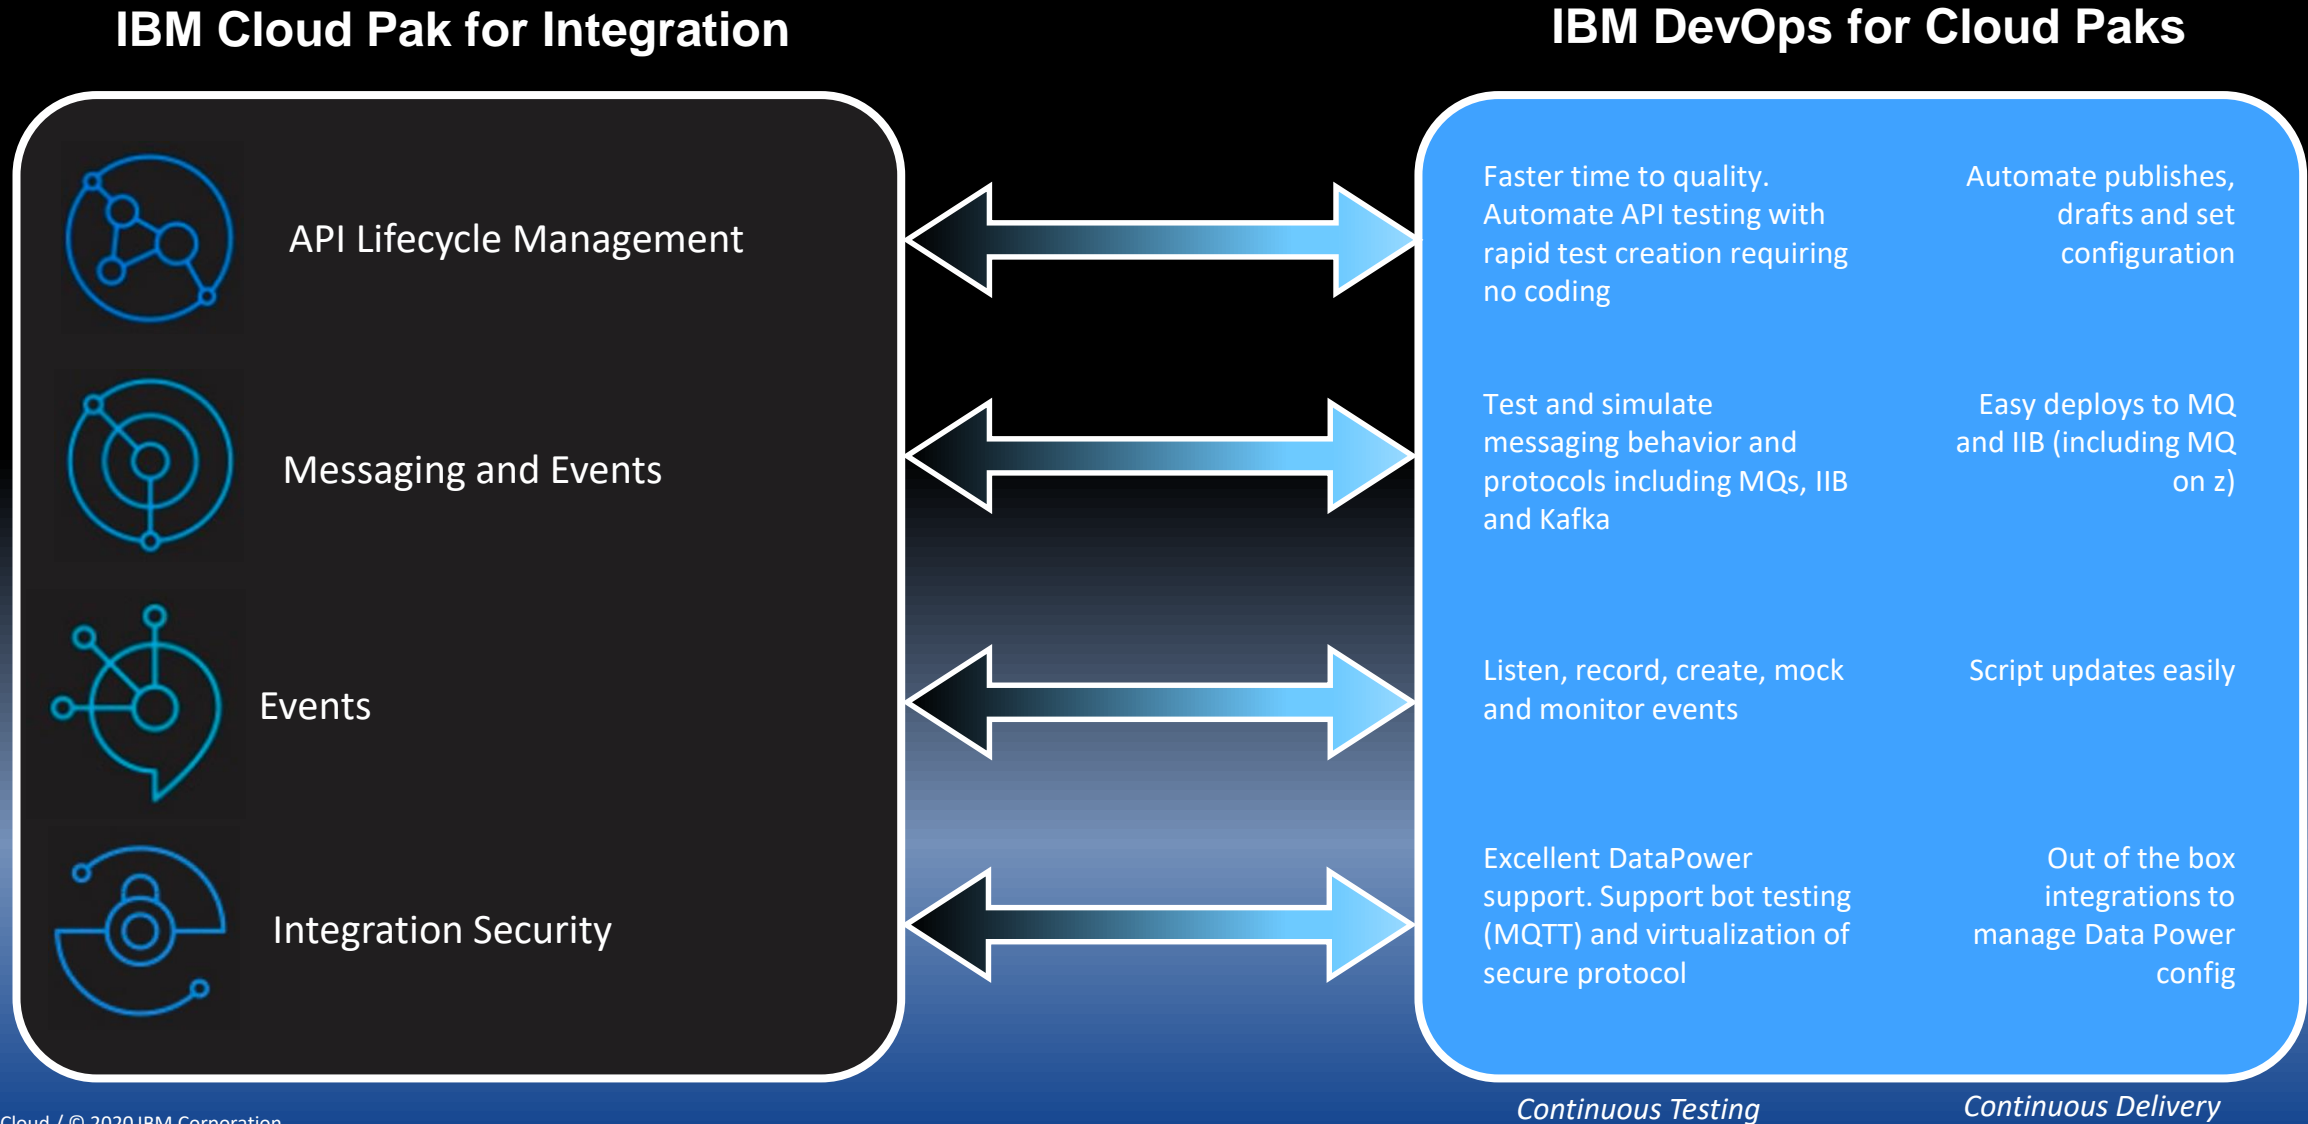 IBM Cloud Pak for Integration
IBM DevOps for Cloud Paks
API Lifecycle Management
Faster time to quality.
Automate API testing with
rapid test creation requiring
no coding
Automate publishes,
drafts and set
configuration
Messaging and Events
Test and simulate
messaging behavior and
protocols including MQs, IIB
and Kafka
Easy deploys to MQ
and IIB (including MQ
on z)
Events
Listen, record, create, mock
and monitor events
Script updates easily
Integration Security
Excellent DataPower
support. Support bot testing
(MQTT) and virtualization of
secure protocol
Out of the box
integrations to
manage Data Power
config
Continuous Testing
Continuous Delivery
Cloud / © 2020 IBM Corporation